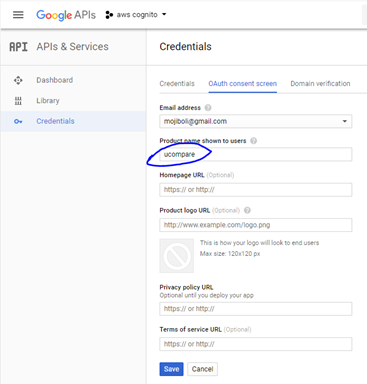 Google APIs aws cognito
API APIs & Services Credentials
Dashboard
Library
Credentials
Credentials OAuth consent screen Domain verification
Email address
mojiboli@gmail.com
Product name shown to users
ucompare
Homepage URL (Optional)
https:// or http://
Product logo URL (Optional)
http://www.example.com/logo.png
This is how your logo will look to end users
Max size: 120x120 px
Privacy policy URL
Optional until you deploy your app
https:// or http://
Terms of service URL (Optional)
https:// or http://
Save Cancel